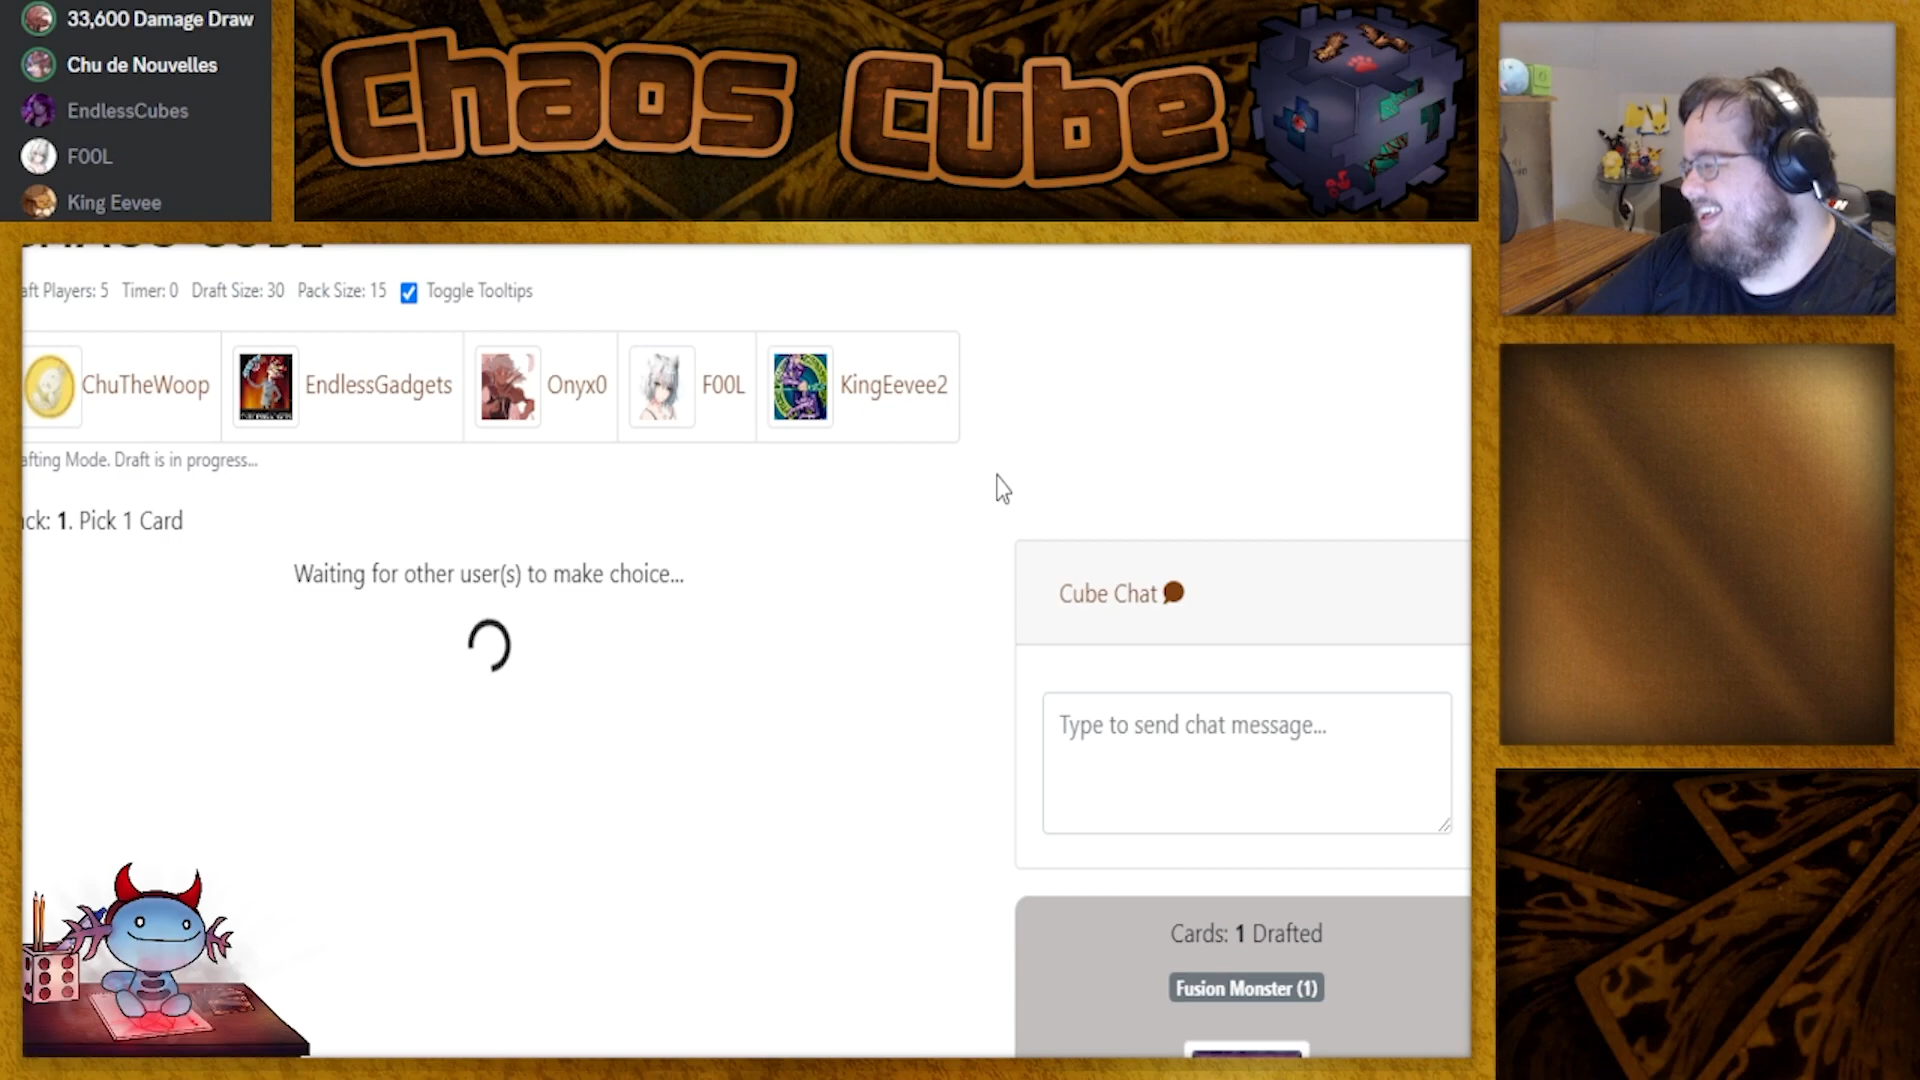 33,600 Damage Draw
Chu de Nouvelles
EndlessCubes
F00L
King Eevee
Chaos Cube
aft Players: 5 Timer: 0 Draft Size: 30 Pack Size: 15 Toggle Tooltips
ChuTheWoop
EndlessGadgets
Onyx0
F00L
KingEevee2
afting Mode. Draft is in progress...
ck: 1. Pick 1 Card
Waiting for other user(s) to make choice...
Cube Chat
Type to send chat message...
Cards: 1 Drafted
Fusion Monster (1)